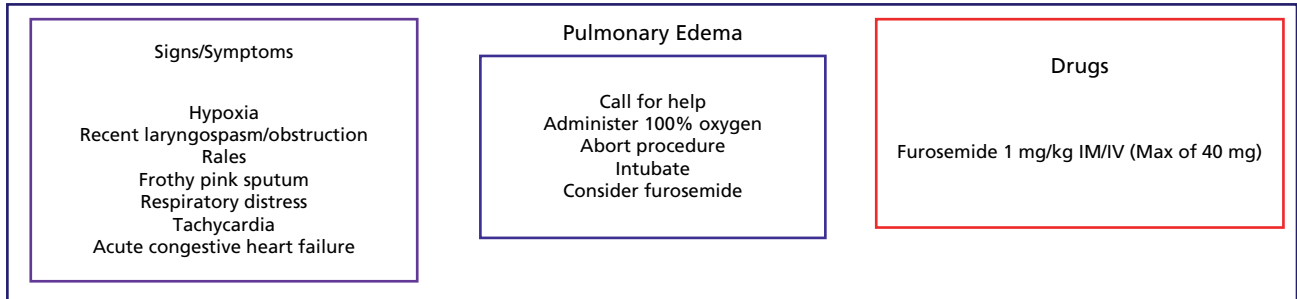 Signs/Symptoms
Hypoxia
Recent laryngospasm/obstruction
Rales
Frothy pink sputum
Respiratory distress
Tachycardia
Acute congestive heart failure
Pulmonary Edema
Call for help
Administer 100% oxygen
Abort procedure
Intubate
Consider furosemide
Drugs
Furosemide 1 mg/kg IM/IV (Max of 40 mg)